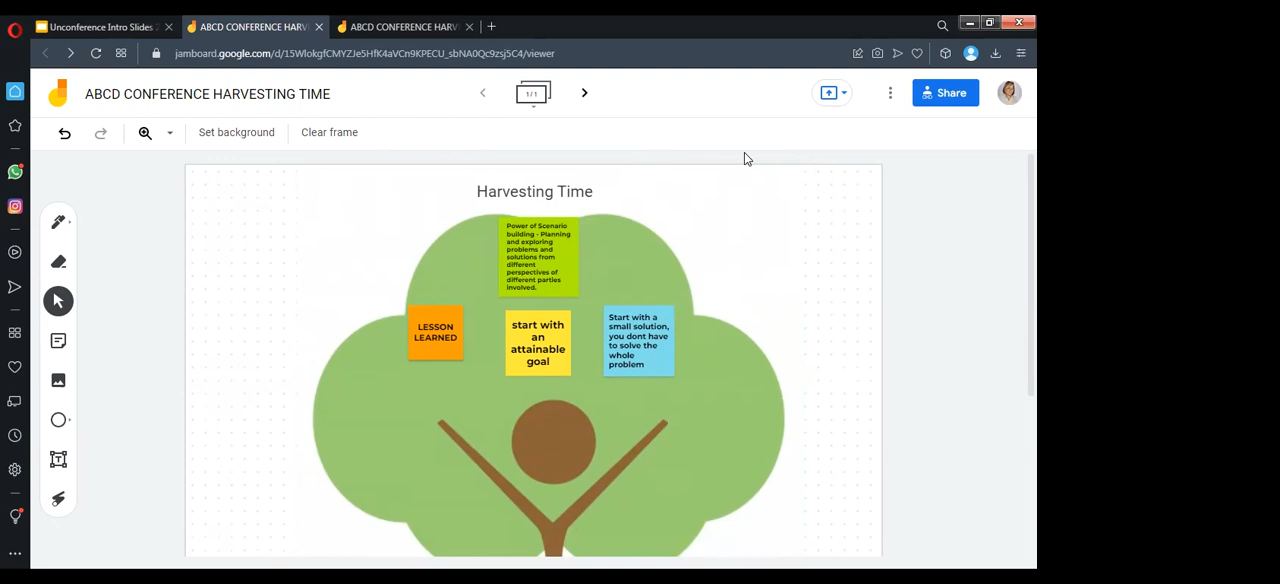 Unconference Intro Slides
ABCD CONFERENCE HARV
ABCD CONFERENCE HARV
jamboard.google.com/d/15WlokgfCMYZJe5HfK4aVCn9KPECU_sbNA0Qc9zsj5C4/viewer
ABCD CONFERENCE HARVESTING TIME
1/1
Share
Set background
Clear frame
Harvesting Time
Power of Scenario
building - Planning
and exploring
problems and
solutions from
different
perspectives of
different parties
involved.
LESSON
LEARNED
start with
an
attainable
goal
Start with a
small solution,
you dont have
to solve the
whole
problem